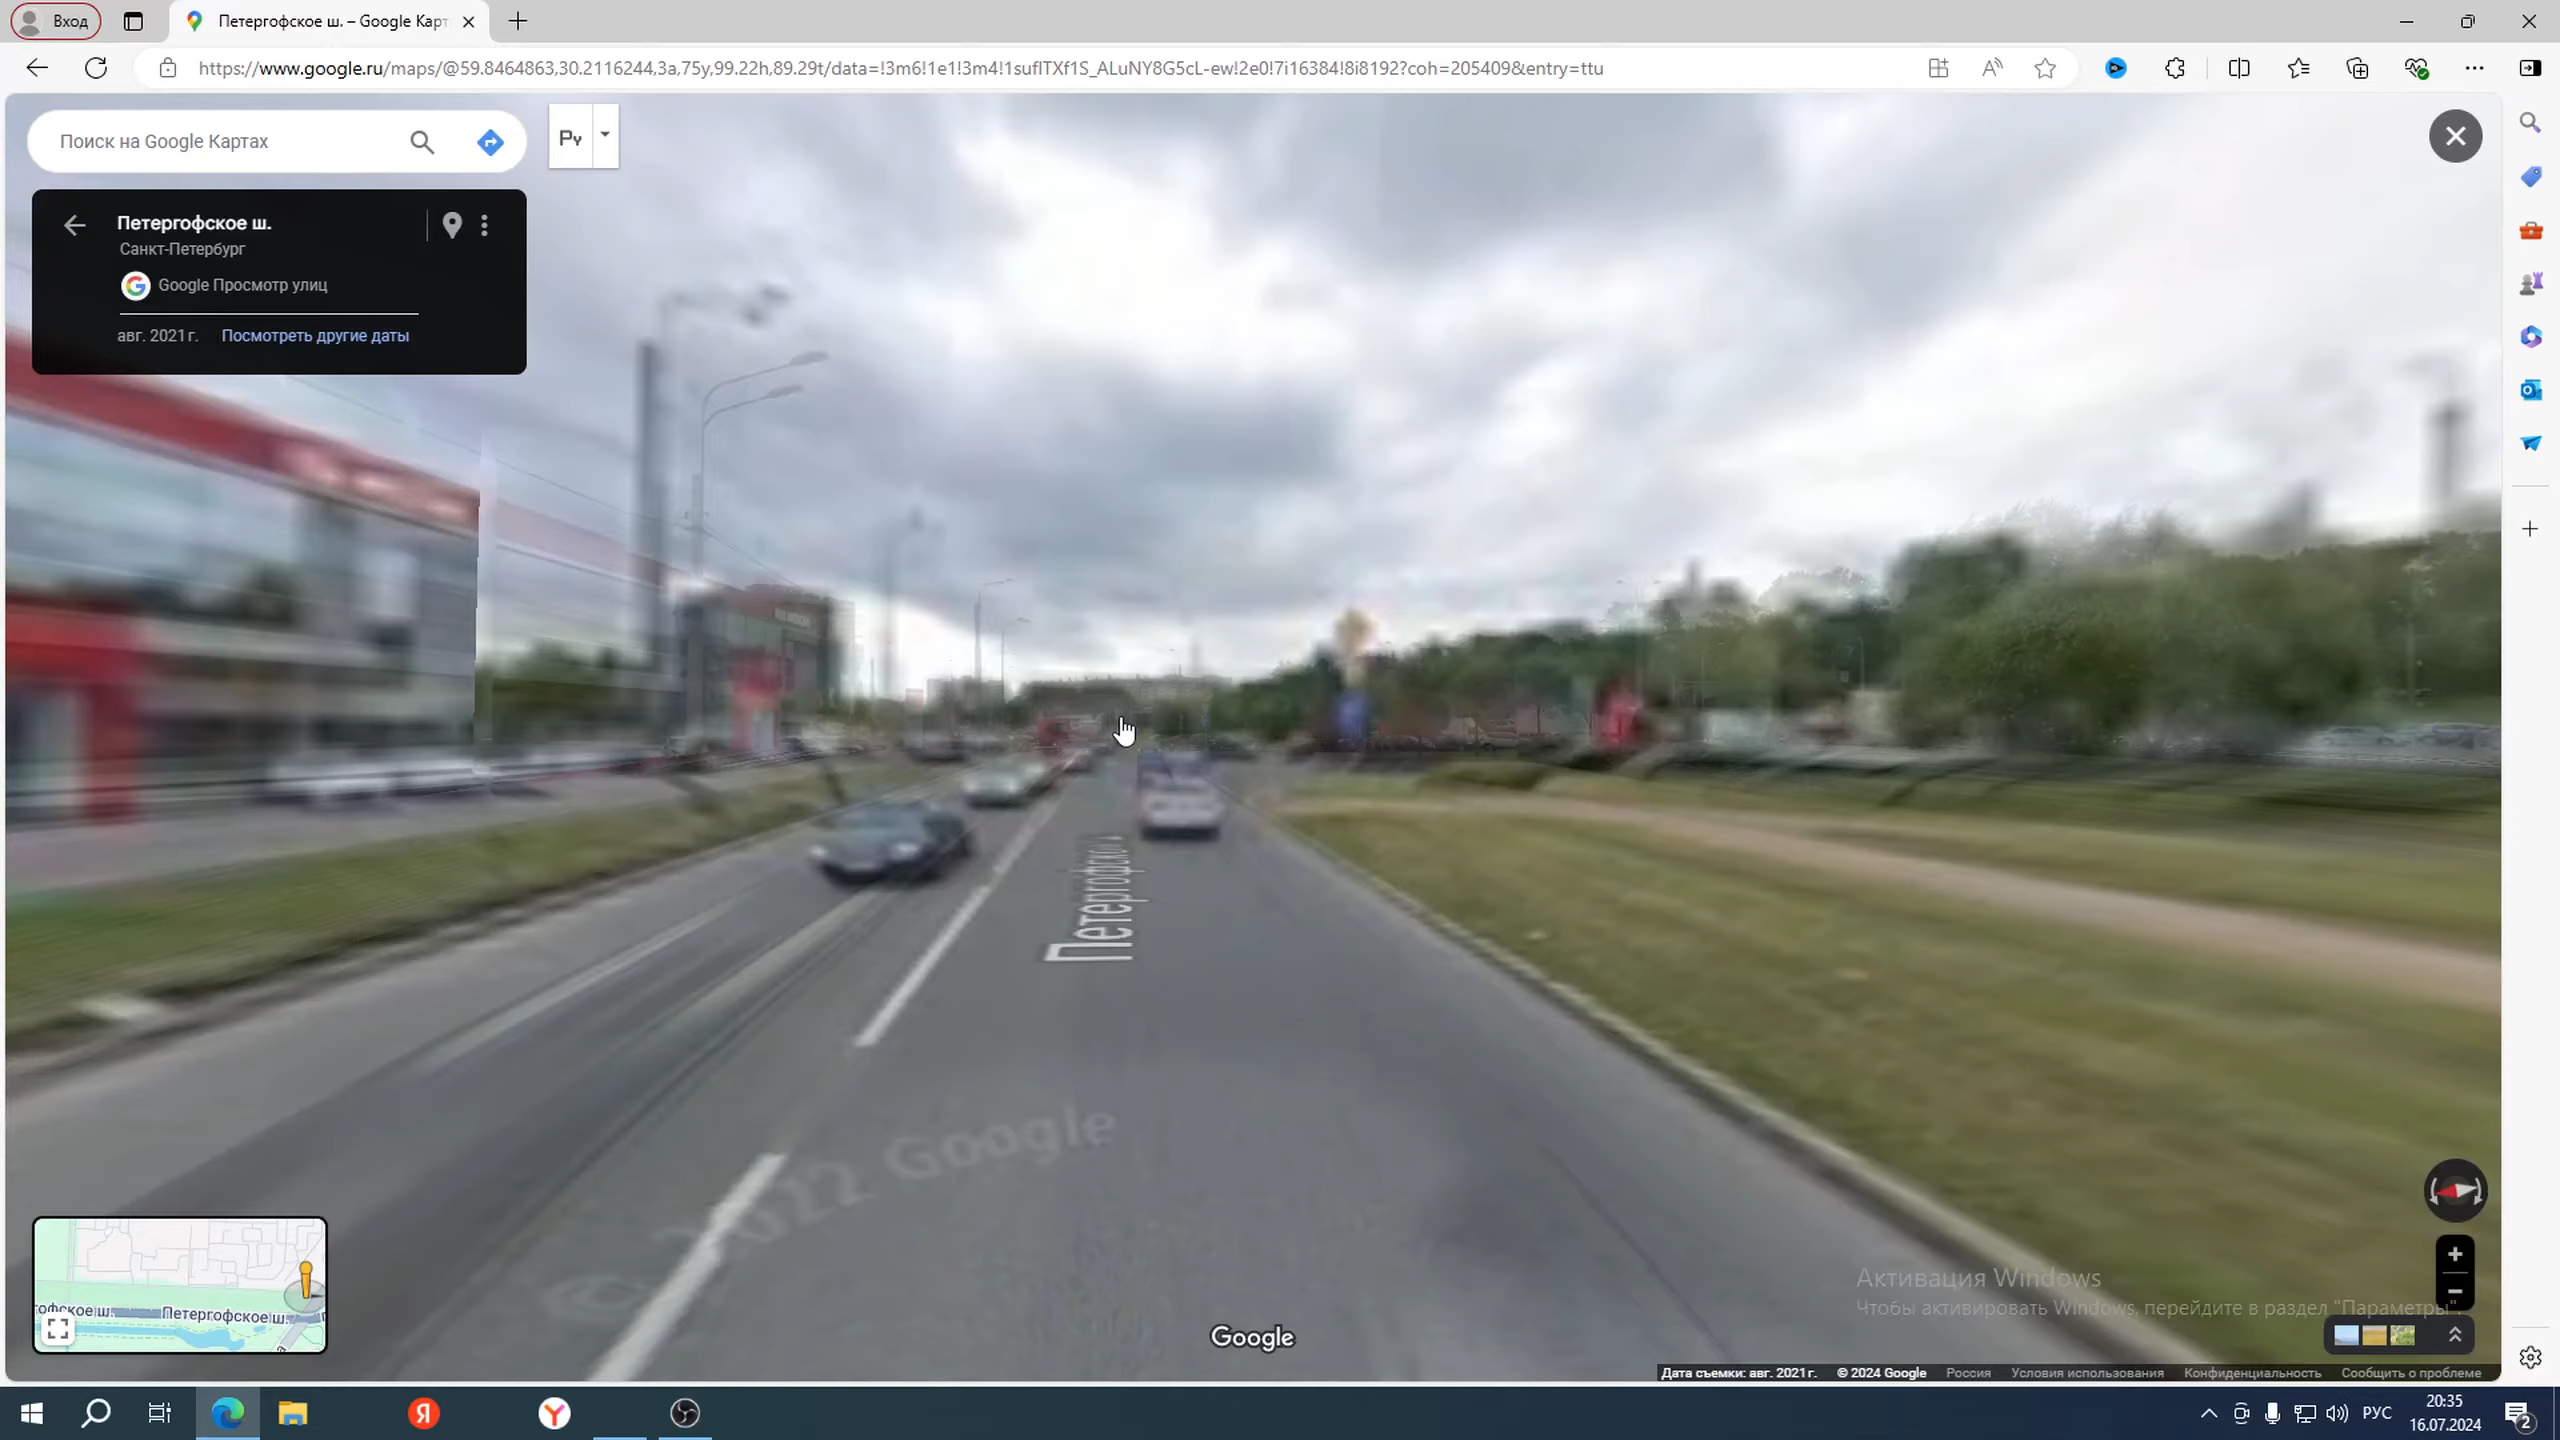 Вход
Петергофское ш. – Google Карт
https://www.google.ru/maps/@59.8464863,30.2116244,3a,75y,99.22h,89.29t/data=!3m6!1e1!3m4!1sufITXf1S_ALuNY8G5cL-ew!2e0!7i16384!8i8192?coh=205409&entry=ttu
Поиск на Google Картах
Ру
Петергофское ш.
Санкт-Петербург
Google Просмотр улиц
авг. 2021 г. Посмотреть другие даты
Петергофско
2022 Google
гофское ш.
Петергофское ш.
Google
Активация Windows
Чтобы активировать Windows, перейдите в раздел "Параметры".
Дата съемки: авг. 2021 г. © 2024 Google Россия Условия использования Конфиденциальность Сообщить о проблеме
РУС
20:35
16.07.2024
2